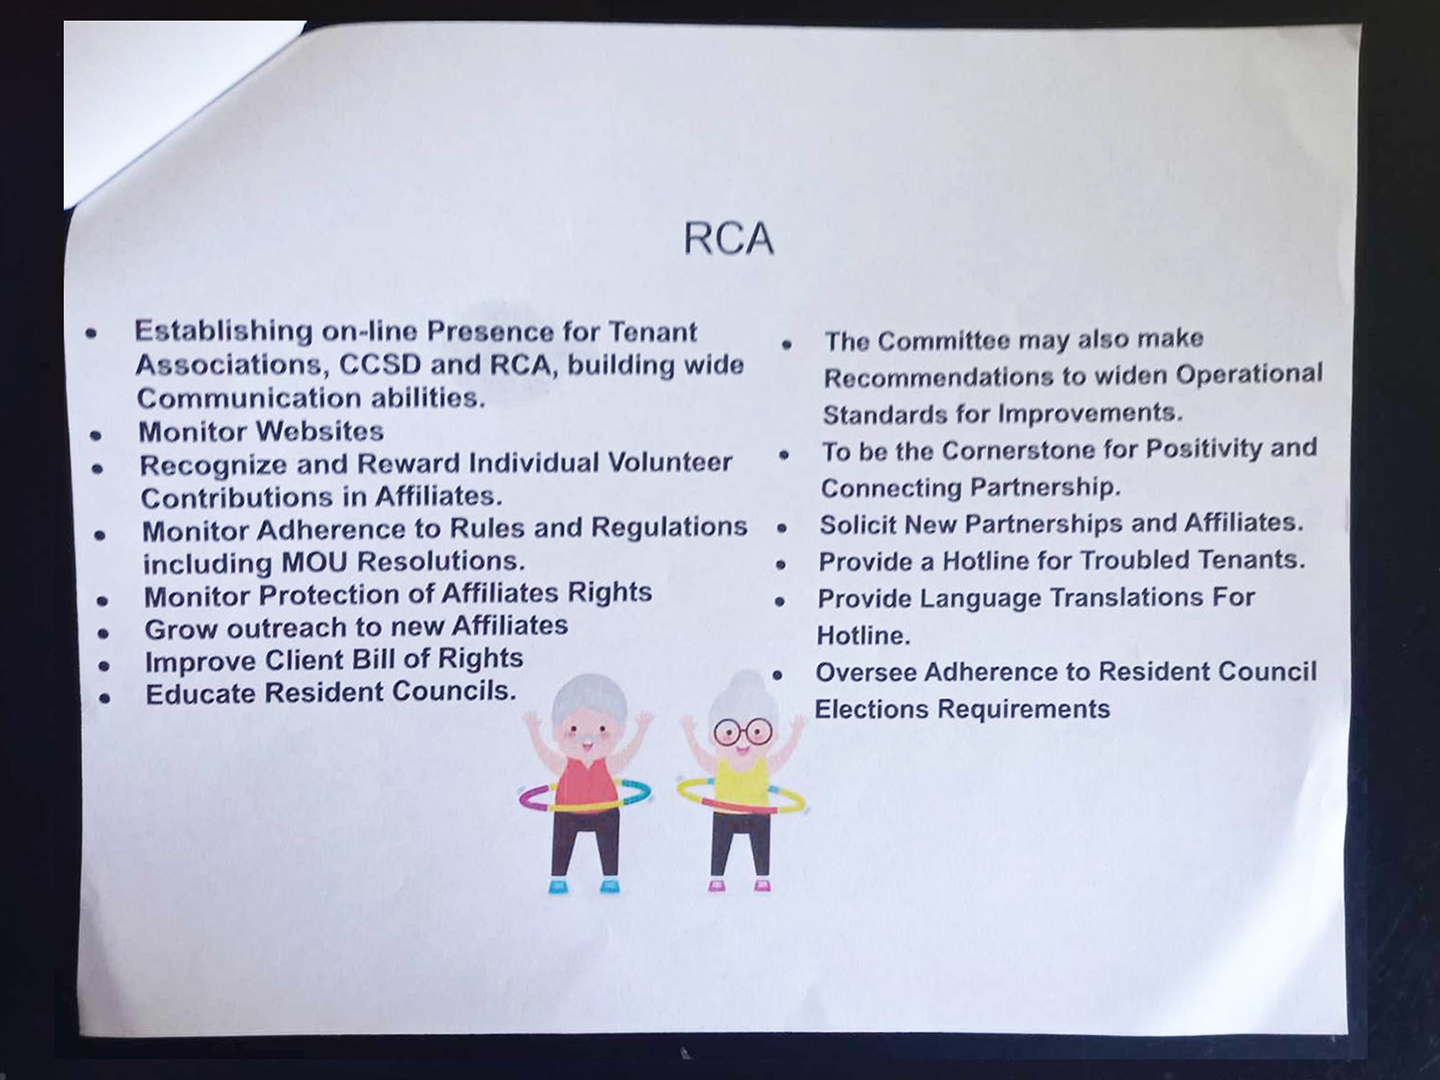 RCA
• Establishing on-line Presence for Tenant
Associations, CCSD and RCA, building wide
Communication abilities.
• Monitor Websites
• Recognize and Reward Individual Volunteer
Contributions in Affiliates.
• Monitor Adherence to Rules and Regulations
including MOU Resolutions.
• Monitor Protection of Affiliates Rights
• Grow outreach to new Affiliates
• Improve Client Bill of Rights
• Educate Resident Councils.
• The Committee may also make
Recommendations to widen Operational
Standards for Improvements.
• To be the Cornerstone for Positivity and
Connecting Partnership.
• Solicit New Partnerships and Affiliates.
• Provide a Hotline for Troubled Tenants.
• Provide Language Translations For
Hotline.
• Oversee Adherence to Resident Council
Elections Requirements